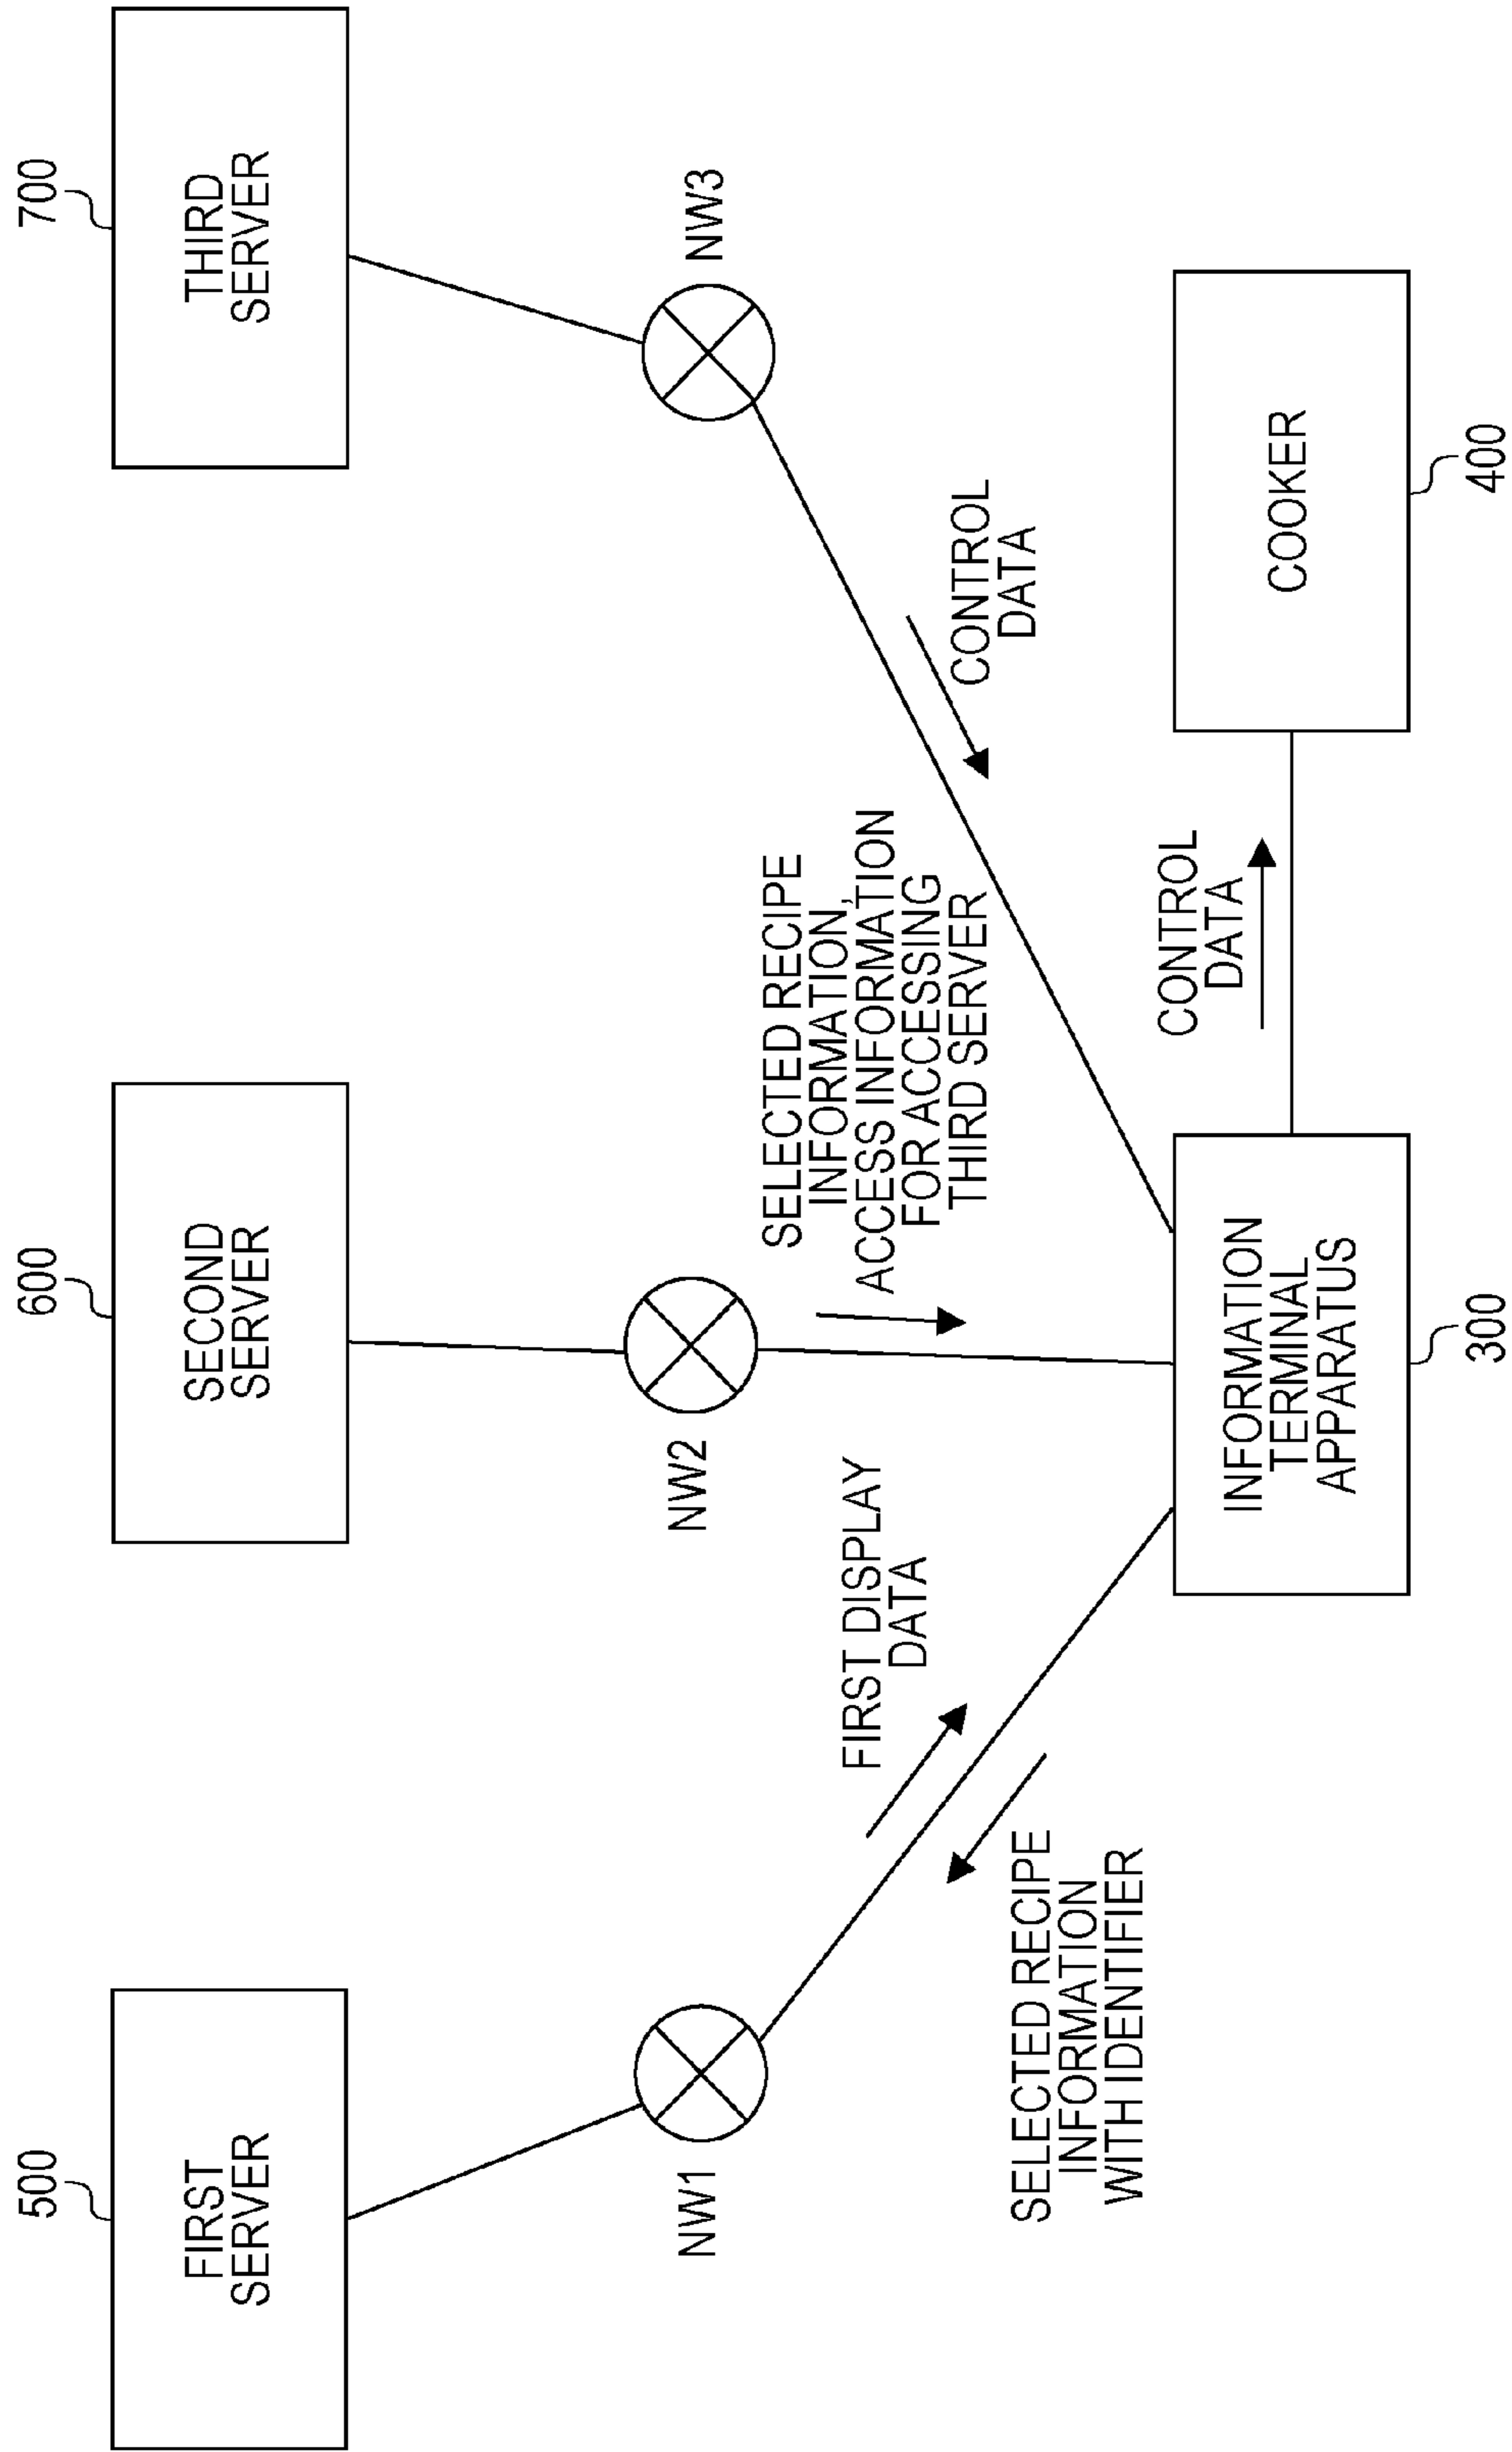 500
FIRST
SERVER
600
SECOND
SERVER
700
THIRD
SERVER
NW1
NW2
NW3
FIRST DISPLAY
DATA
SELECTED RECIPE
INFORMATION
WITH IDENTIFIER
SELECTED RECIPE
INFORMATION,
ACCESS INFORMATION
FOR ACCESSING
THIRD SERVER
CONTROL
DATA
CONTROL
DATA
INFORMATION
TERMINAL
APPARATUS
300
COOKER
400